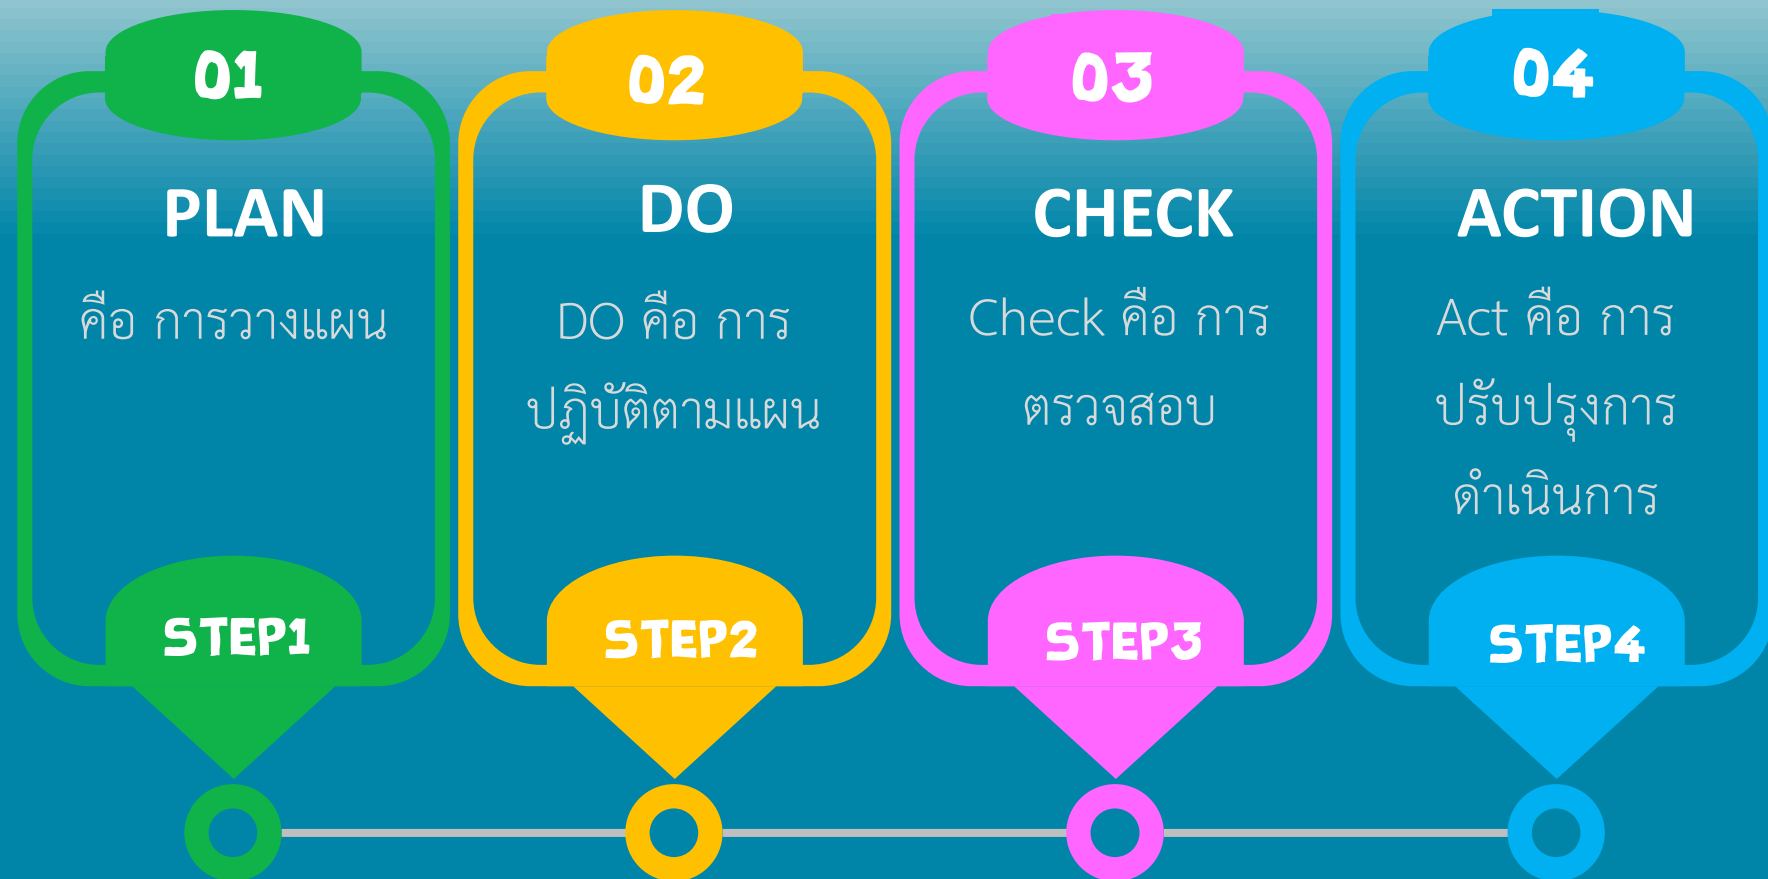 01
PLAN
คือ การวางแผน
STEP1
02
DO
DO คือ การ
ปฏิบัติตามแผน
STEP2
03
CHECK
Check คือ การ
ตรวจสอบ
STEP3
04
ACTION
Act คือ การ
ปรับปรุงการ
ดำเนินการ
STEP4